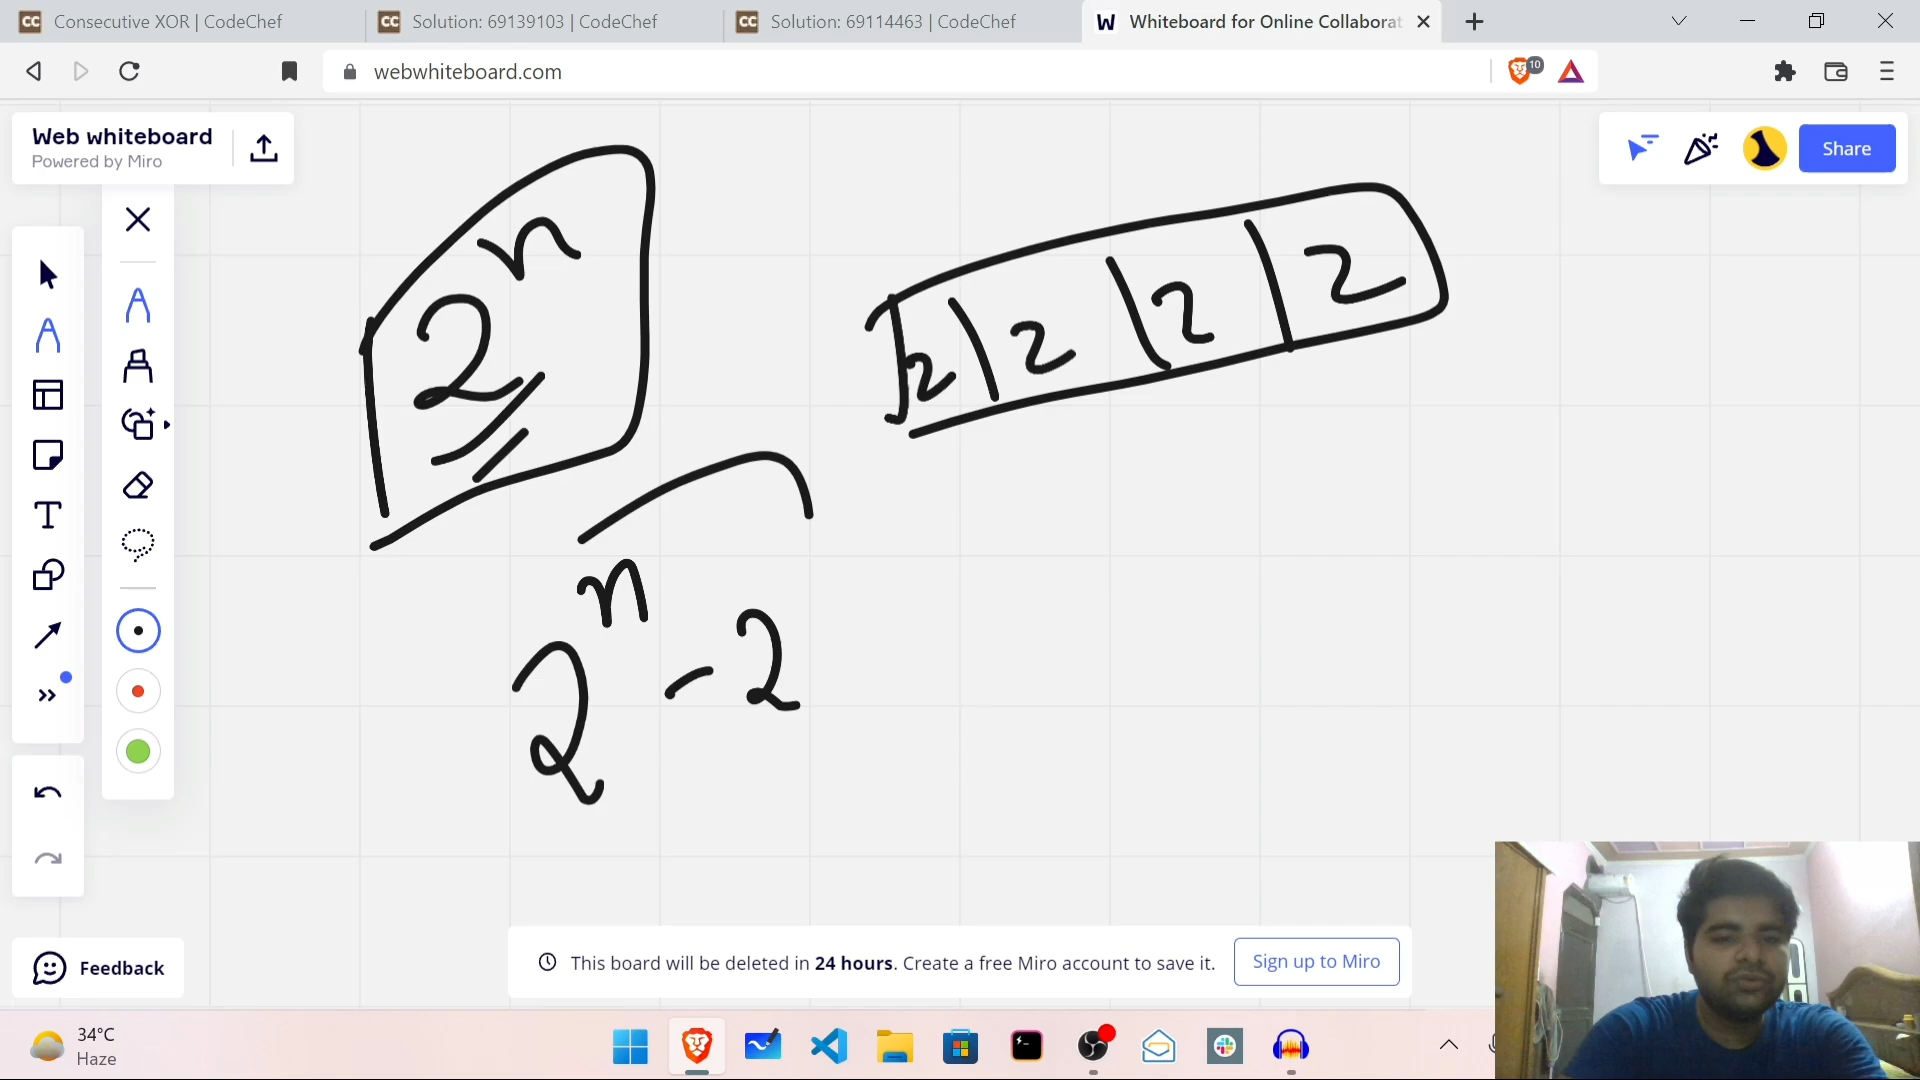 Consecutive XOR | CodeChef
Solution: 69139103 | CodeChef
Solution: 69114463 | CodeChef
Whiteboard for Online Collaborat
webwhiteboard.com
10
Web whiteboard
Powered by Miro
Share
2ⁿ
2 | 2 | 2 | 2
2ⁿ - 2
Feedback
This board will be deleted in 24 hours. Create a free Miro account to save it.
Sign up to Miro
34°C
Haze